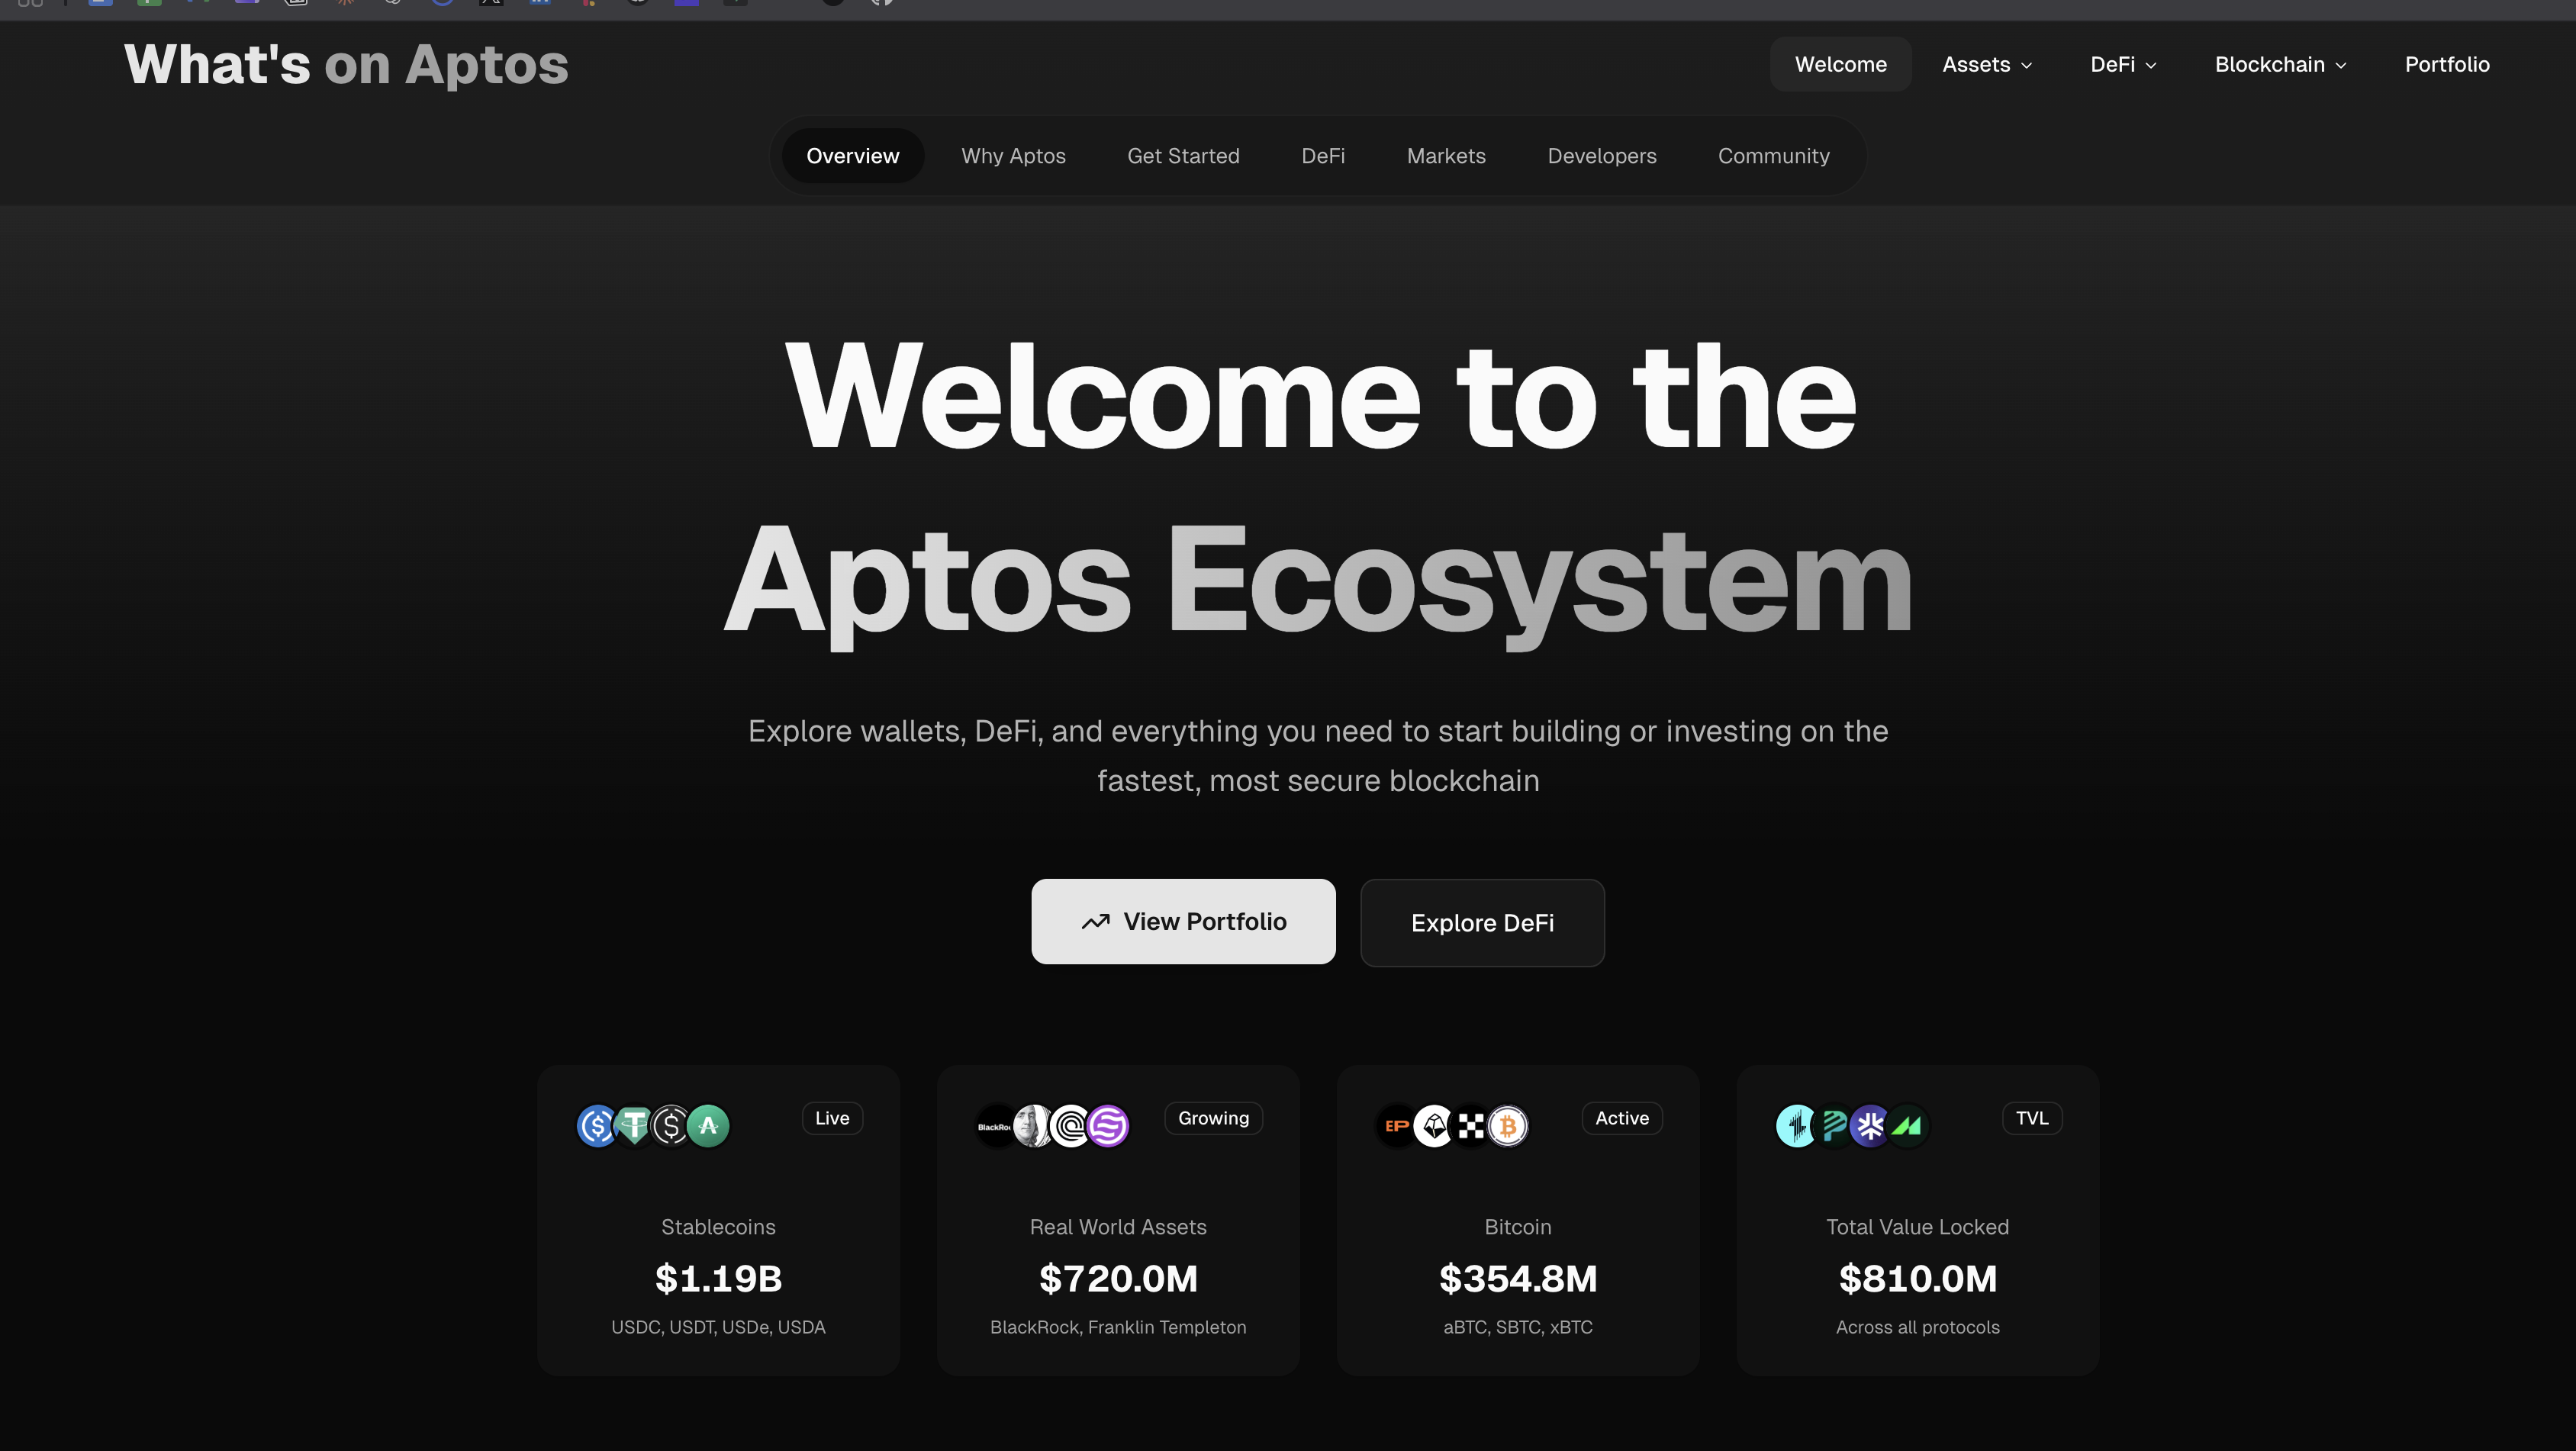 What's on Aptos
Welcome
Assets
DeFi
Blockchain
Portfolio
Overview
Why Aptos
Get Started
DeFi
Markets
Developers
Community
Welcome to the
Aptos Ecosystem
Explore wallets, DeFi, and everything you need to start building or investing on the
fastest, most secure blockchain
View Portfolio
Explore DeFi
Live
Stablecoins
$1.19B
USDC, USDT, USDe, USDA
Growing
Real World Assets
$720.0M
BlackRock, Franklin Templeton
EP
Active
Bitcoin
$354.8M
aBTC, SBTC, xBTC
TVL
Total Value Locked
$810.0M
Across all protocols